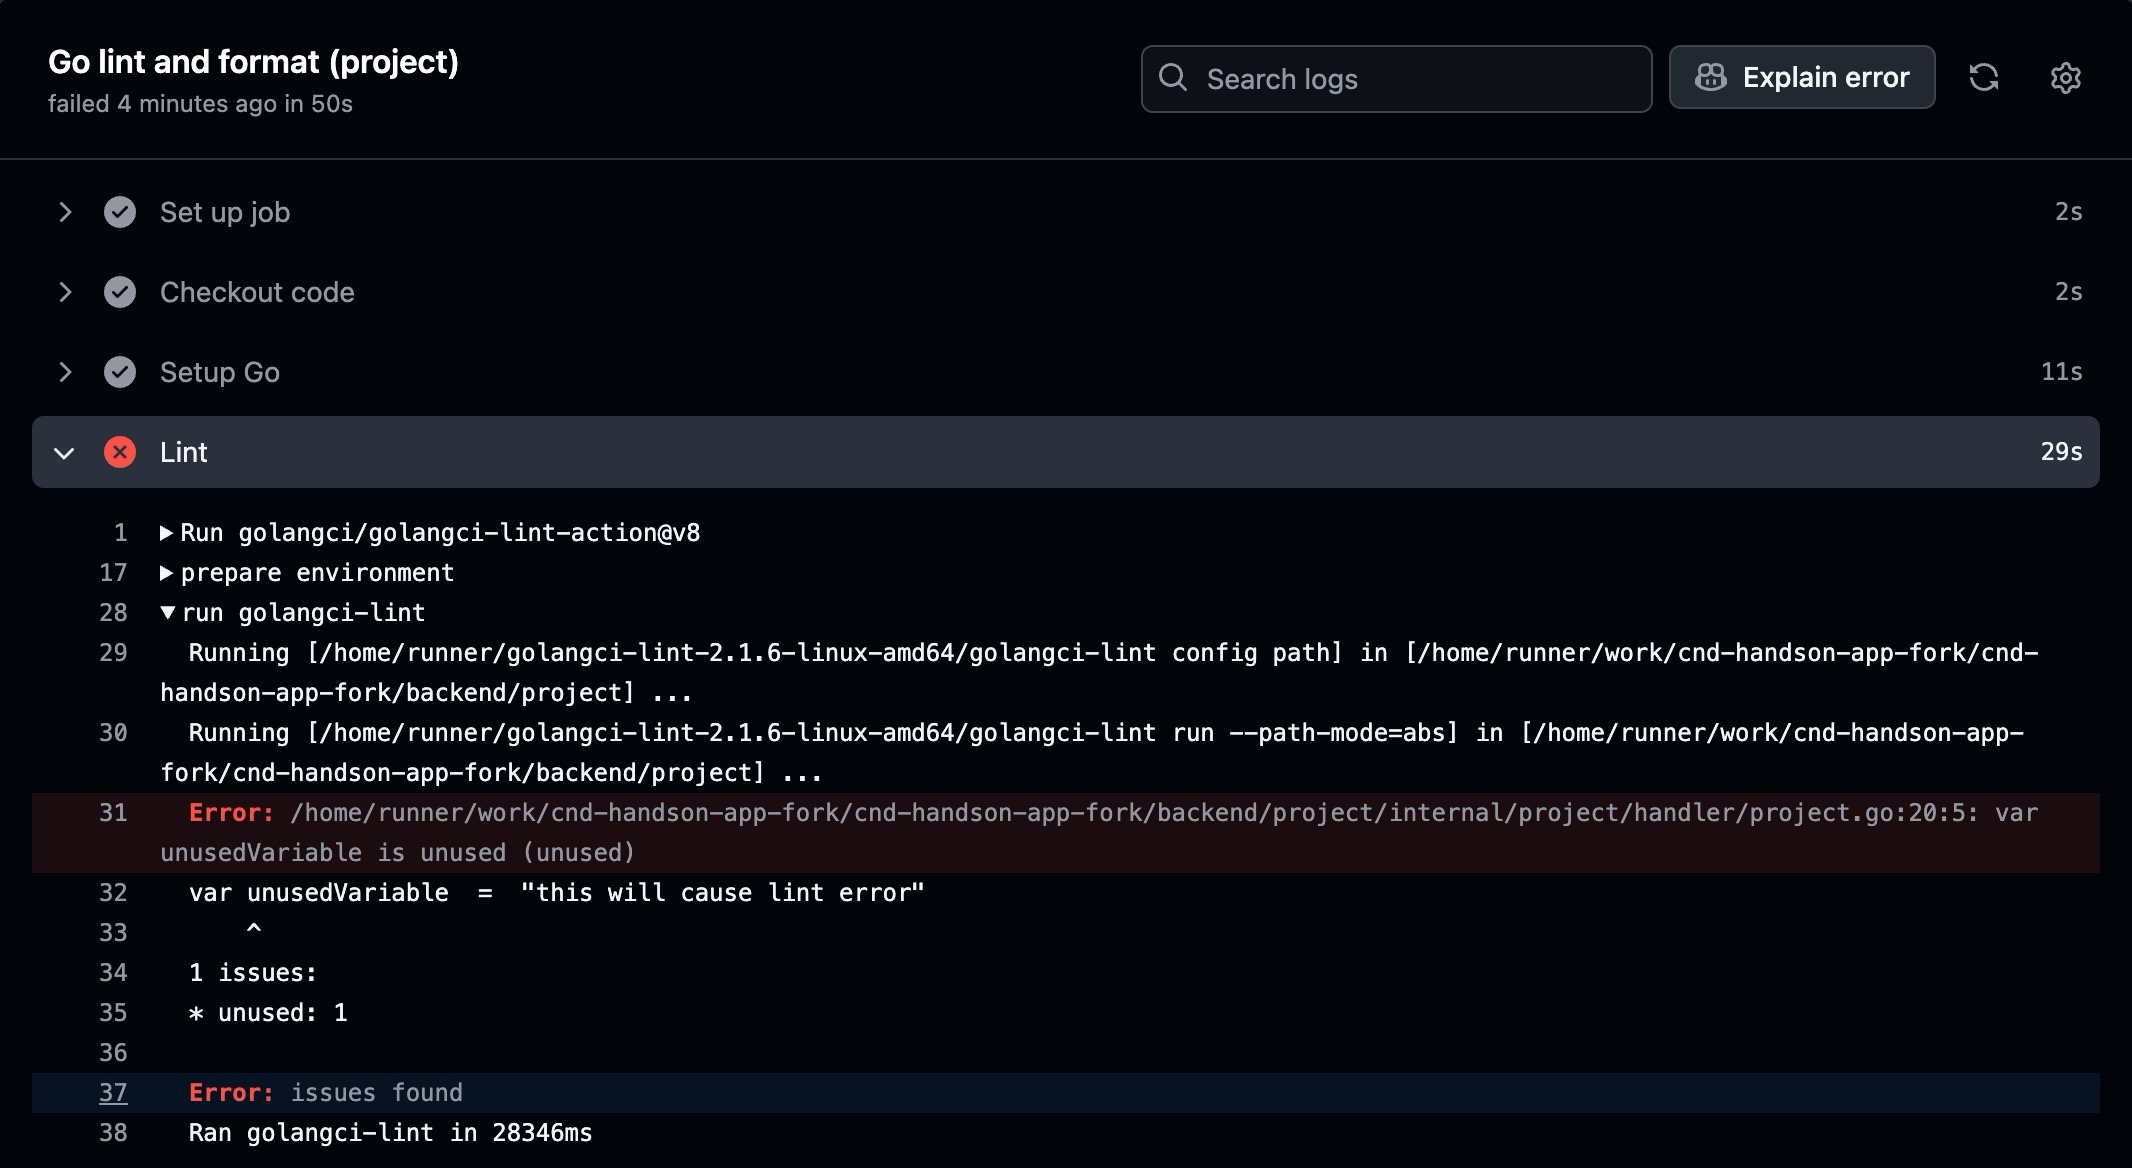 Go lint and format (project)
failed 4 minutes ago in 50s
Search logs
Explain error
Set up job 2s
Checkout code 2s
Setup Go 11s
Lint 29s
1 ▶Run golangci/golangci-lint-action@v8
17 ▶prepare environment
28 ▼run golangci-lint
29 Running [/home/runner/golangci-lint-2.1.6-linux-amd64/golangci-lint config path] in [/home/runner/work/cnd-handson-app-fork/cnd-
handson-app-fork/backend/project] ...
30 Running [/home/runner/golangci-lint-2.1.6-linux-amd64/golangci-lint run --path-mode=abs] in [/home/runner/work/cnd-handson-app-
fork/cnd-handson-app-fork/backend/project] ...
31 Error: /home/runner/work/cnd-handson-app-fork/cnd-handson-app-fork/backend/project/internal/project/handler/project.go:20:5: var
unusedVariable is unused (unused)
32 var unusedVariable  =  "this will cause lint error"
33 ^
34 1 issues:
35 * unused: 1
36
37 Error: issues found
38 Ran golangci-lint in 28346ms